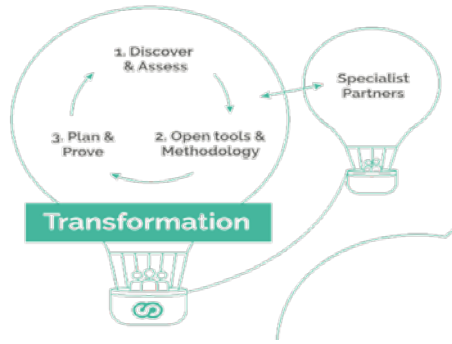 1. Discover
& Assess
Specialist
Partners
3. Plan &
Prove
2. Open tools &
Methodology
Transformation